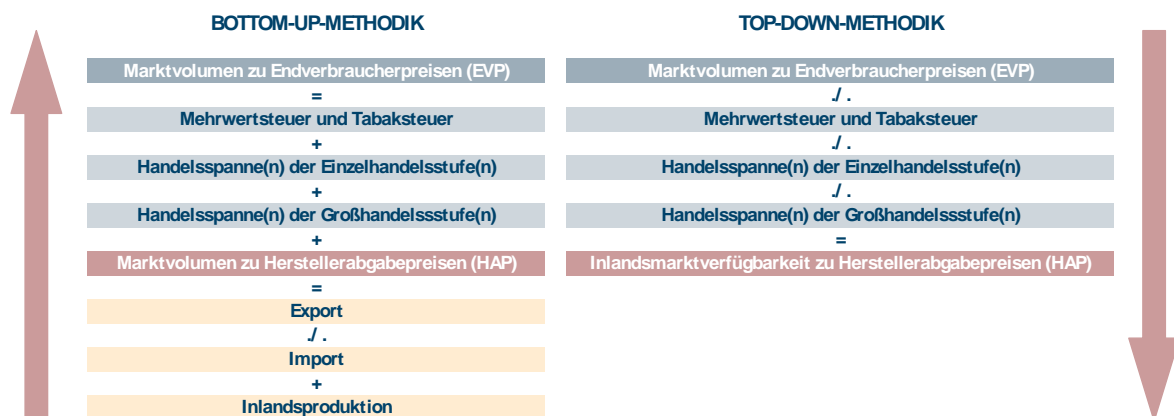 BOTTOM-UP-METHODIK
Marktvolumen zu Endverbraucherpreisen (EVP)
=
Mehrwertsteuer und Tabaksteuer
+
Handelsspanne(n) der Einzelhandelsstufe(n)
+
Handelsspanne(n) der Großhandelssstufe(n)
+
Marktvolumen zu Herstellerabgabepreisen (HAP)
=
Export
./.
Import
+
Inlandsproduktion
TOP-DOWN-METHODIK
Marktvolumen zu Endverbraucherpreisen (EVP)
./.
Mehrwertsteuer und Tabaksteuer
./.
Handelsspanne(n) der Einzelhandelsstufe(n)
./.
Handelsspanne(n) der Großhandelssstufe(n)
=
Inlandsmarktverfügbarkeit zu Herstellerabgabepreisen (HAP)